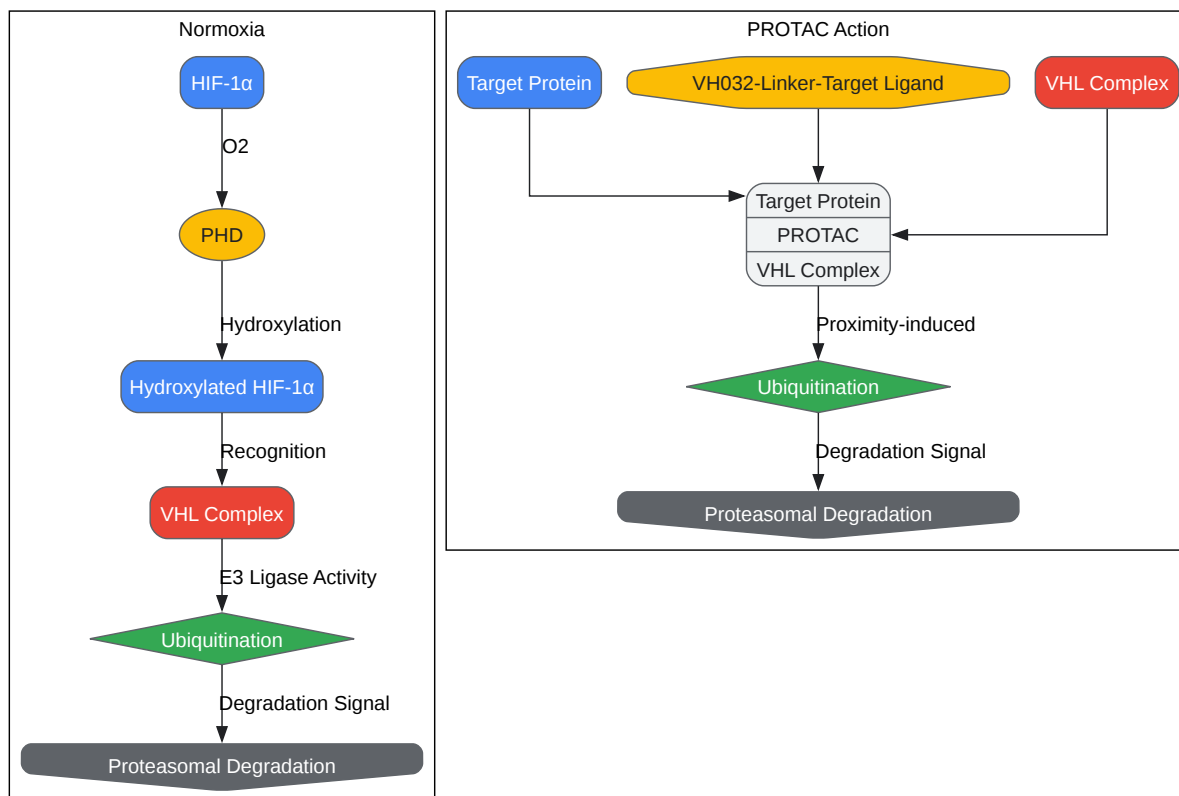 Normoxia
HIF-1α
O2
PHD
Hydroxylation
Hydroxylated HIF-1α
Recognition
VHL Complex
E3 Ligase Activity
Ubiquitination
Degradation Signal
Proteasomal Degradation
PROTAC Action
Target Protein
VH032-Linker-Target Ligand
VHL Complex
Target Protein
PROTAC
VHL Complex
Proximity-induced
Ubiquitination
Degradation Signal
Proteasomal Degradation